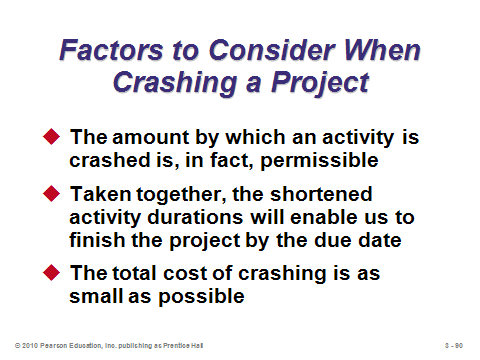 Factors to Consider When
Crashing a Project
The amount by which an activity is
crashed is, in fact, permissible
Taken together, the shortened
activity durations will enable us to
finish the project by the due date
The total cost of crashing is as
small as possible
© 2010 Pearson Education, Inc. publishing as Prentice Hall
3 - 90